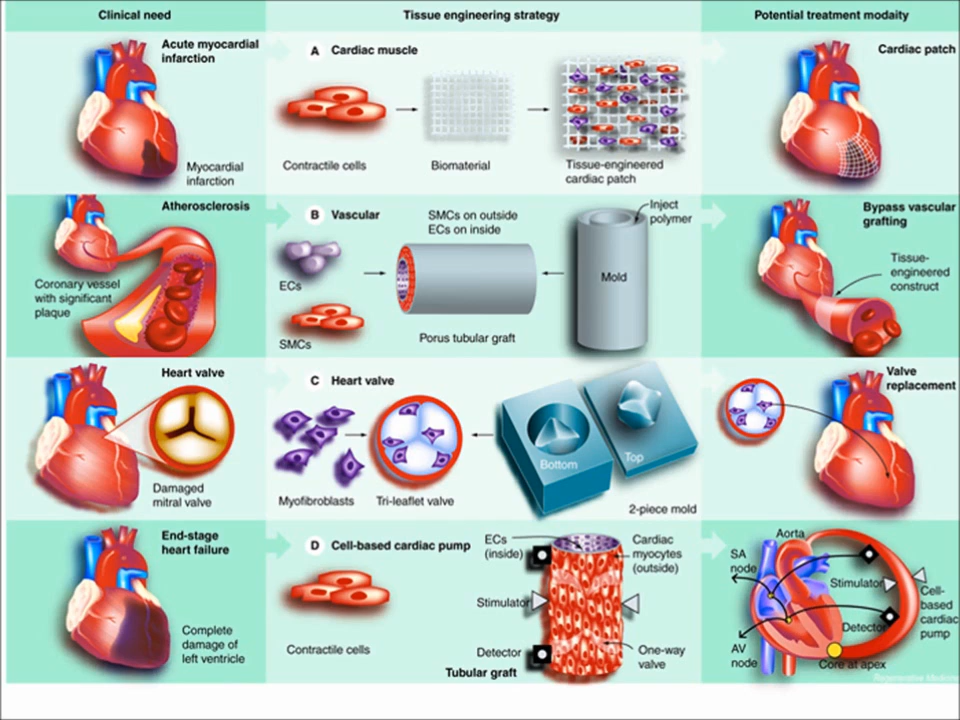 Clinical need
Tissue engineering strategy
Potential treatment modaity
Acute myocardial
infarction
Myocardial
infarction
A Cardiac muscle
Contractile cells
Biomaterial
Tissue-engineered
cardiac patch
Cardiac patch
Atherosclerosis
Coronary vessel
with significant
plaque
B Vascular
ECs
SMCs
SMCs on outside
ECs on inside
Porus tubular graft
Inject
polymer
Mold
Bypass vascular
grafting
Tissue-
engineered
construct
Heart valve
Damaged
mitral valve
C Heart valve
Myofibroblasts
Tri-leaflet valve
Bottom
Top
2-piece mold
Valve
replacement
End-stage
heart failure
Complete
damage of
left ventricle
D Cell-based cardiac pump
Contractile cells
ECs
(inside)
Cardiac
myocytes
(outside)
Stimulator
Detector
One-way
valve
Tubular graft
Aorta
SA
node
Stimulator
Cell-
based
cardiac
pump
Detector
AV
node
Core at apex
Regenerative Medicine